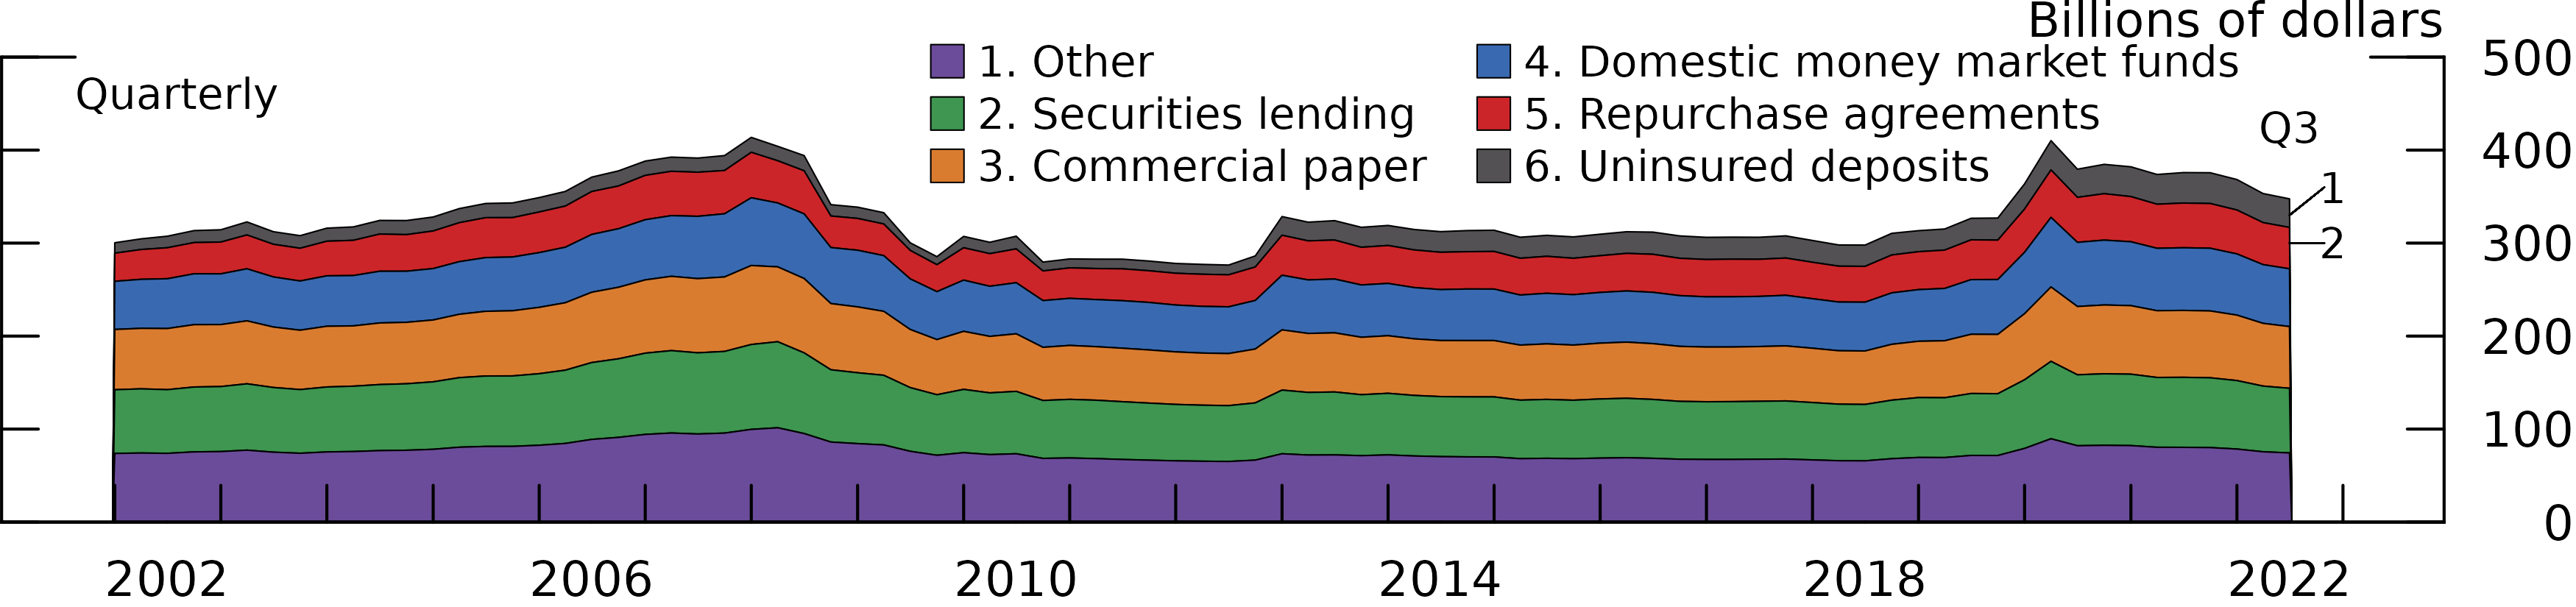 Billions of dollars
Quarterly
1. Other
2. Securities lending
3. Commercial paper
4. Domestic money market funds
5. Repurchase agreements
6. Uninsured deposits
Q3
1
2
500
400
300
200
100
0
2002 2006 2010 2014 2018 2022